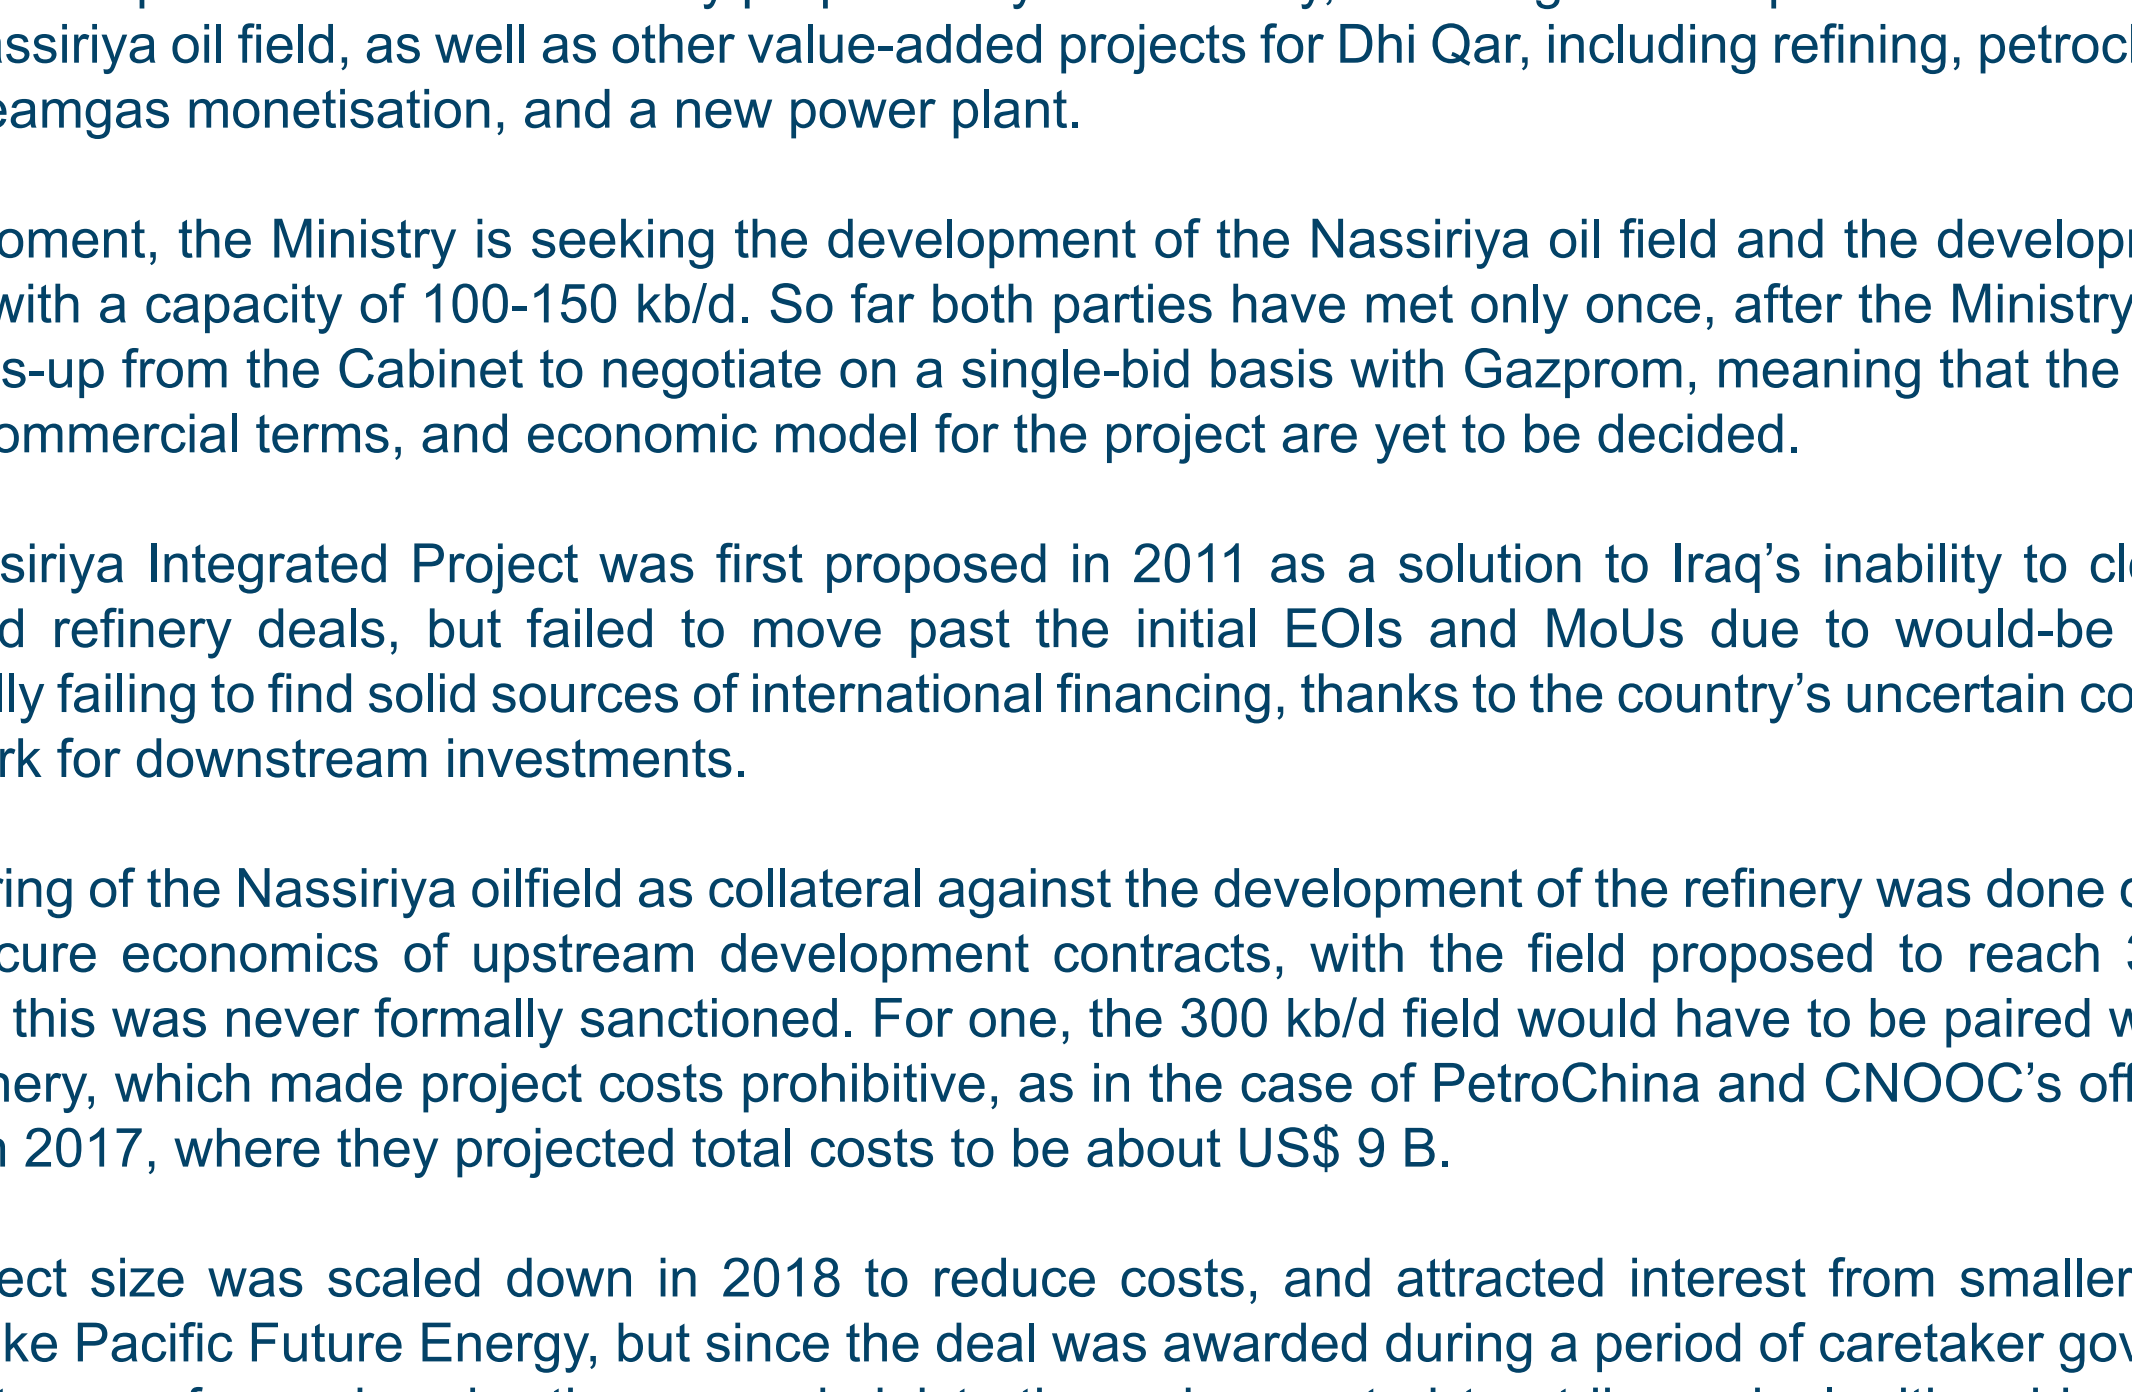 assiriya oil field, as well as other value-added projects for Dhi Qar, including refining, petroc
eamgas monetisation, and a new power plant.
oment, the Ministry is seeking the development of the Nassiriya oil field and the develop
with a capacity of 100-150 kb/d. So far both parties have met only once, after the Ministry
s-up from the Cabinet to negotiate on a single-bid basis with Gazprom, meaning that the
ommercial terms, and economic model for the project are yet to be decided.
siriya Integrated Project was first proposed in 2011 as a solution to Iraq’s inability to cl
d refinery deals, but failed to move past the initial EOIs and MoUs due to would-be
lly failing to find solid sources of international financing, thanks to the country’s uncertain co
rk for downstream investments.
ring of the Nassiriya oilfield as collateral against the development of the refinery was done
cure economics of upstream development contracts, with the field proposed to reach
this was never formally sanctioned. For one, the 300 kb/d field would have to be paired w
nery, which made project costs prohibitive, as in the case of PetroChina and CNOOC’s off
n 2017, where they projected total costs to be about US$ 9 B.
ect size was scaled down in 2018 to reduce costs, and attracted interest from smaller
ke Pacific Future Energy, but since the deal was awarded during a period of caretaker gov